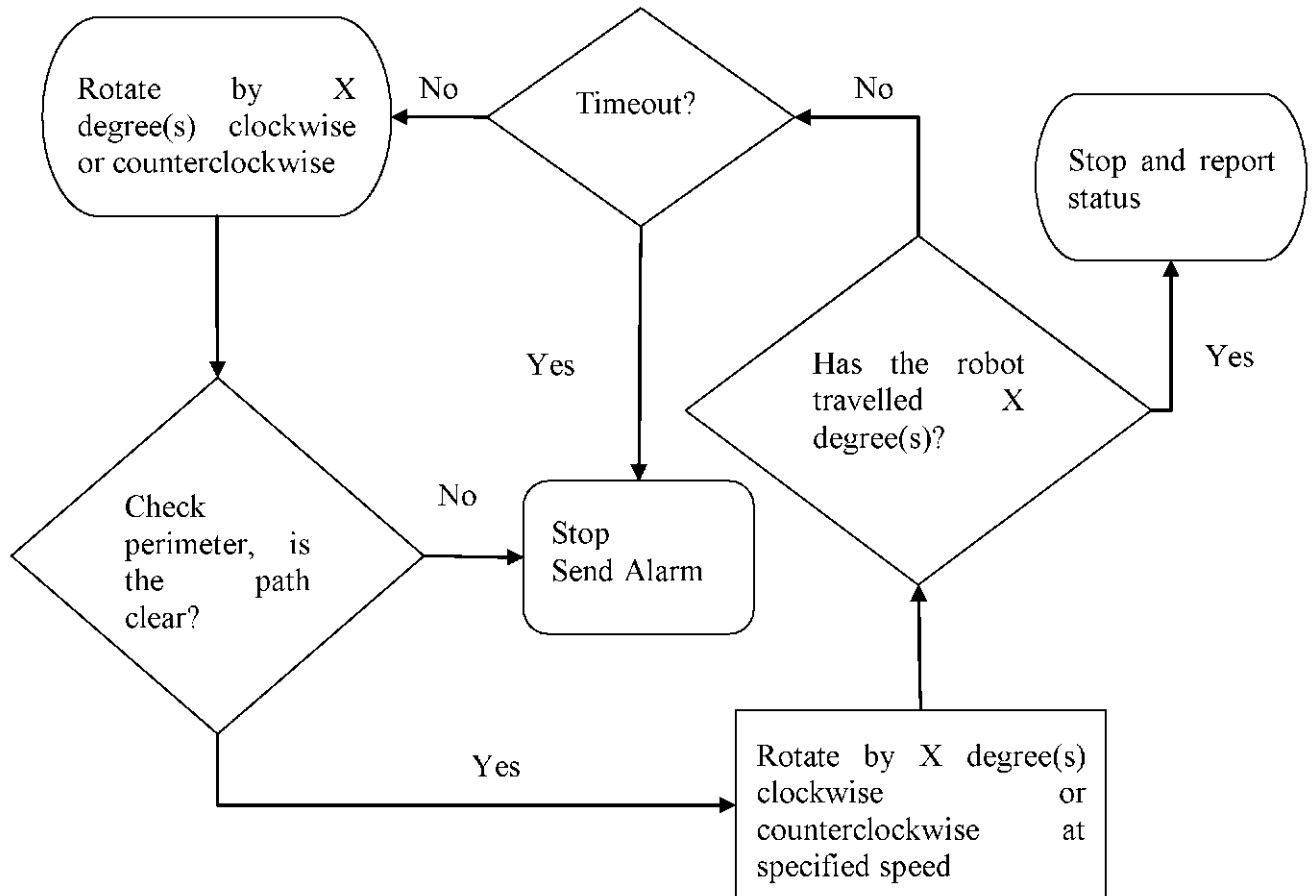 Rotate by X
degree(s) clockwise
or counterclockwise
No
Timeout?
No
Stop and report
status
Yes
Has the robot
travelled X
degree(s)?
Yes
Check
perimeter, is
the path
clear?
No
Stop
Send Alarm
Yes
Rotate by X degree(s)
clockwise or
counterclockwise at
specified speed